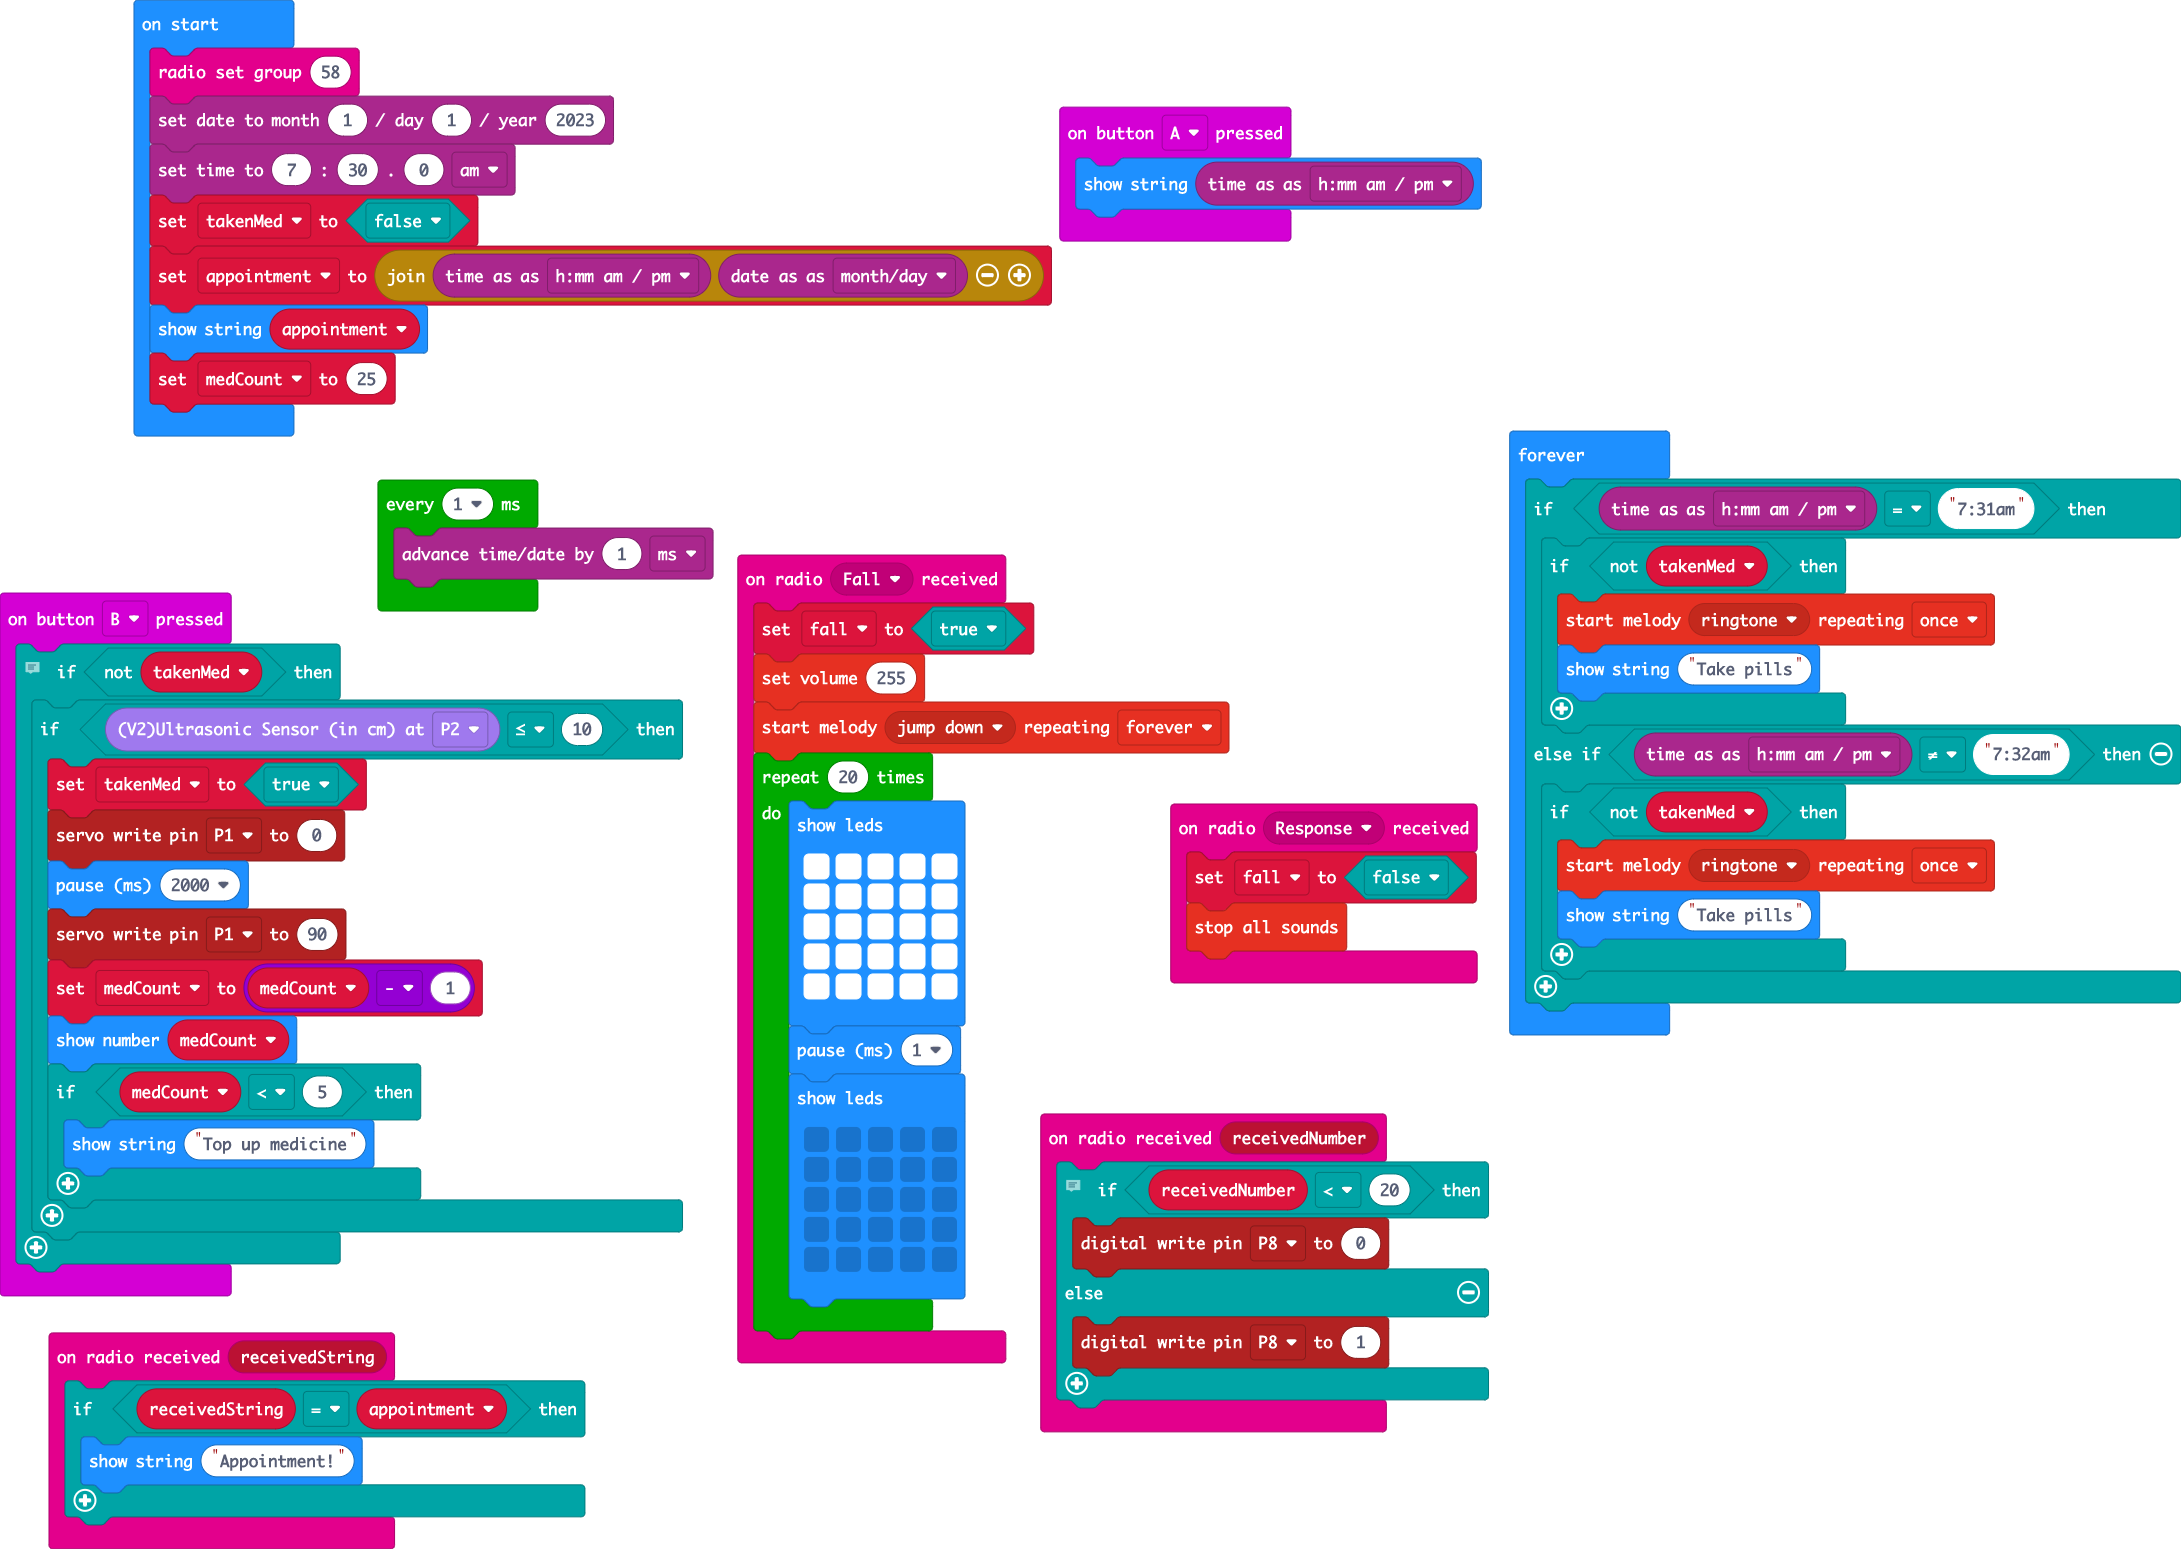 on start
radio set group 58
set date to month 1 / day 1 / year 2023
set time to 7 : 30 . 0 am
set takenMed to false
set appointment to join time as as h:mm am / pm date as as month/day
show string appointment
set medCount to 25
on button A pressed
show string time as as h:mm am / pm
every 1 ms
advance time/date by 1 ms
on button B pressed
if not takenMed then
if (V2)Ultrasonic Sensor (in cm) at P2 ≤ 10 then
set takenMed to true
servo write pin P1 to 0
pause (ms) 2000
servo write pin P1 to 90
set medCount to medCount - 1
show number medCount
if medCount < 5 then
show string "Top up medicine"
on radio received receivedString
if receivedString = appointment then
show string "Appointment!"
on radio Fall received
set fall to true
set volume 255
start melody jump down repeating forever
repeat 20 times
do
show leds
pause (ms) 1
show leds
on radio Response received
set fall to false
stop all sounds
on radio received receivedNumber
if receivedNumber < 20 then
digital write pin P8 to 0
else
digital write pin P8 to 1
forever
if time as as h:mm am / pm = "7:31am" then
if not takenMed then
start melody ringtone repeating once
show string "Take pills"
else if time as as h:mm am / pm ≠ "7:32am" then
if not takenMed then
start melody ringtone repeating once
show string "Take pills"